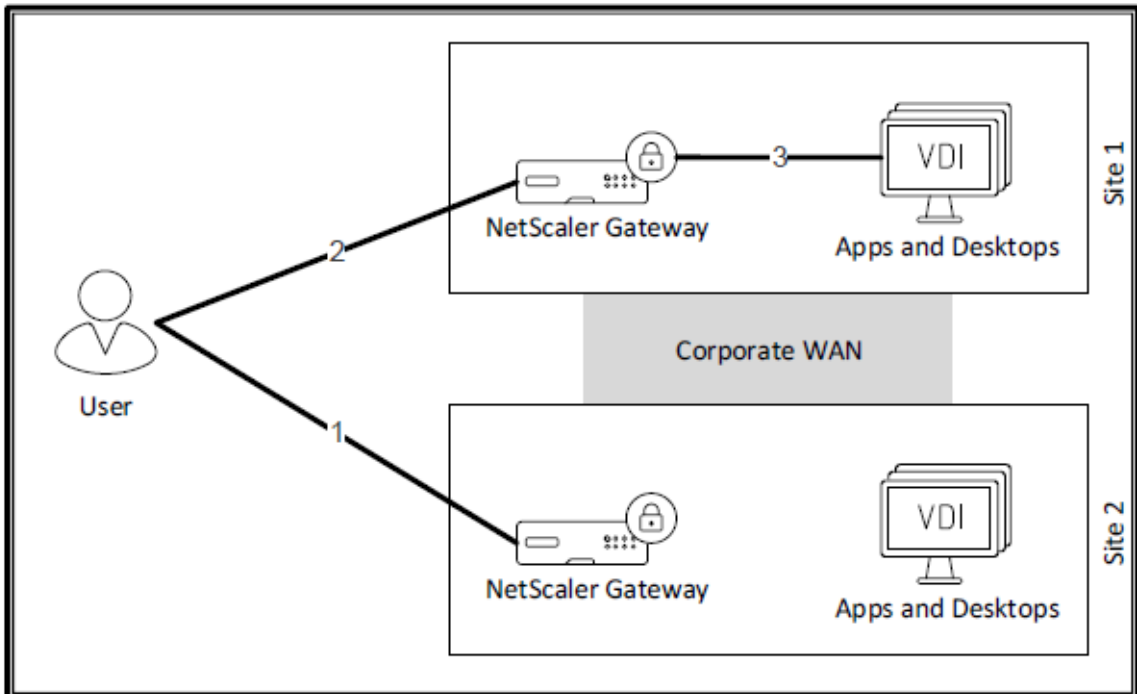 VDI
3
Site 1
NetScaler Gateway
Apps and Desktops
2
Corporate WAN
User
1
VDI
Site 2
NetScaler Gateway
Apps and Desktops